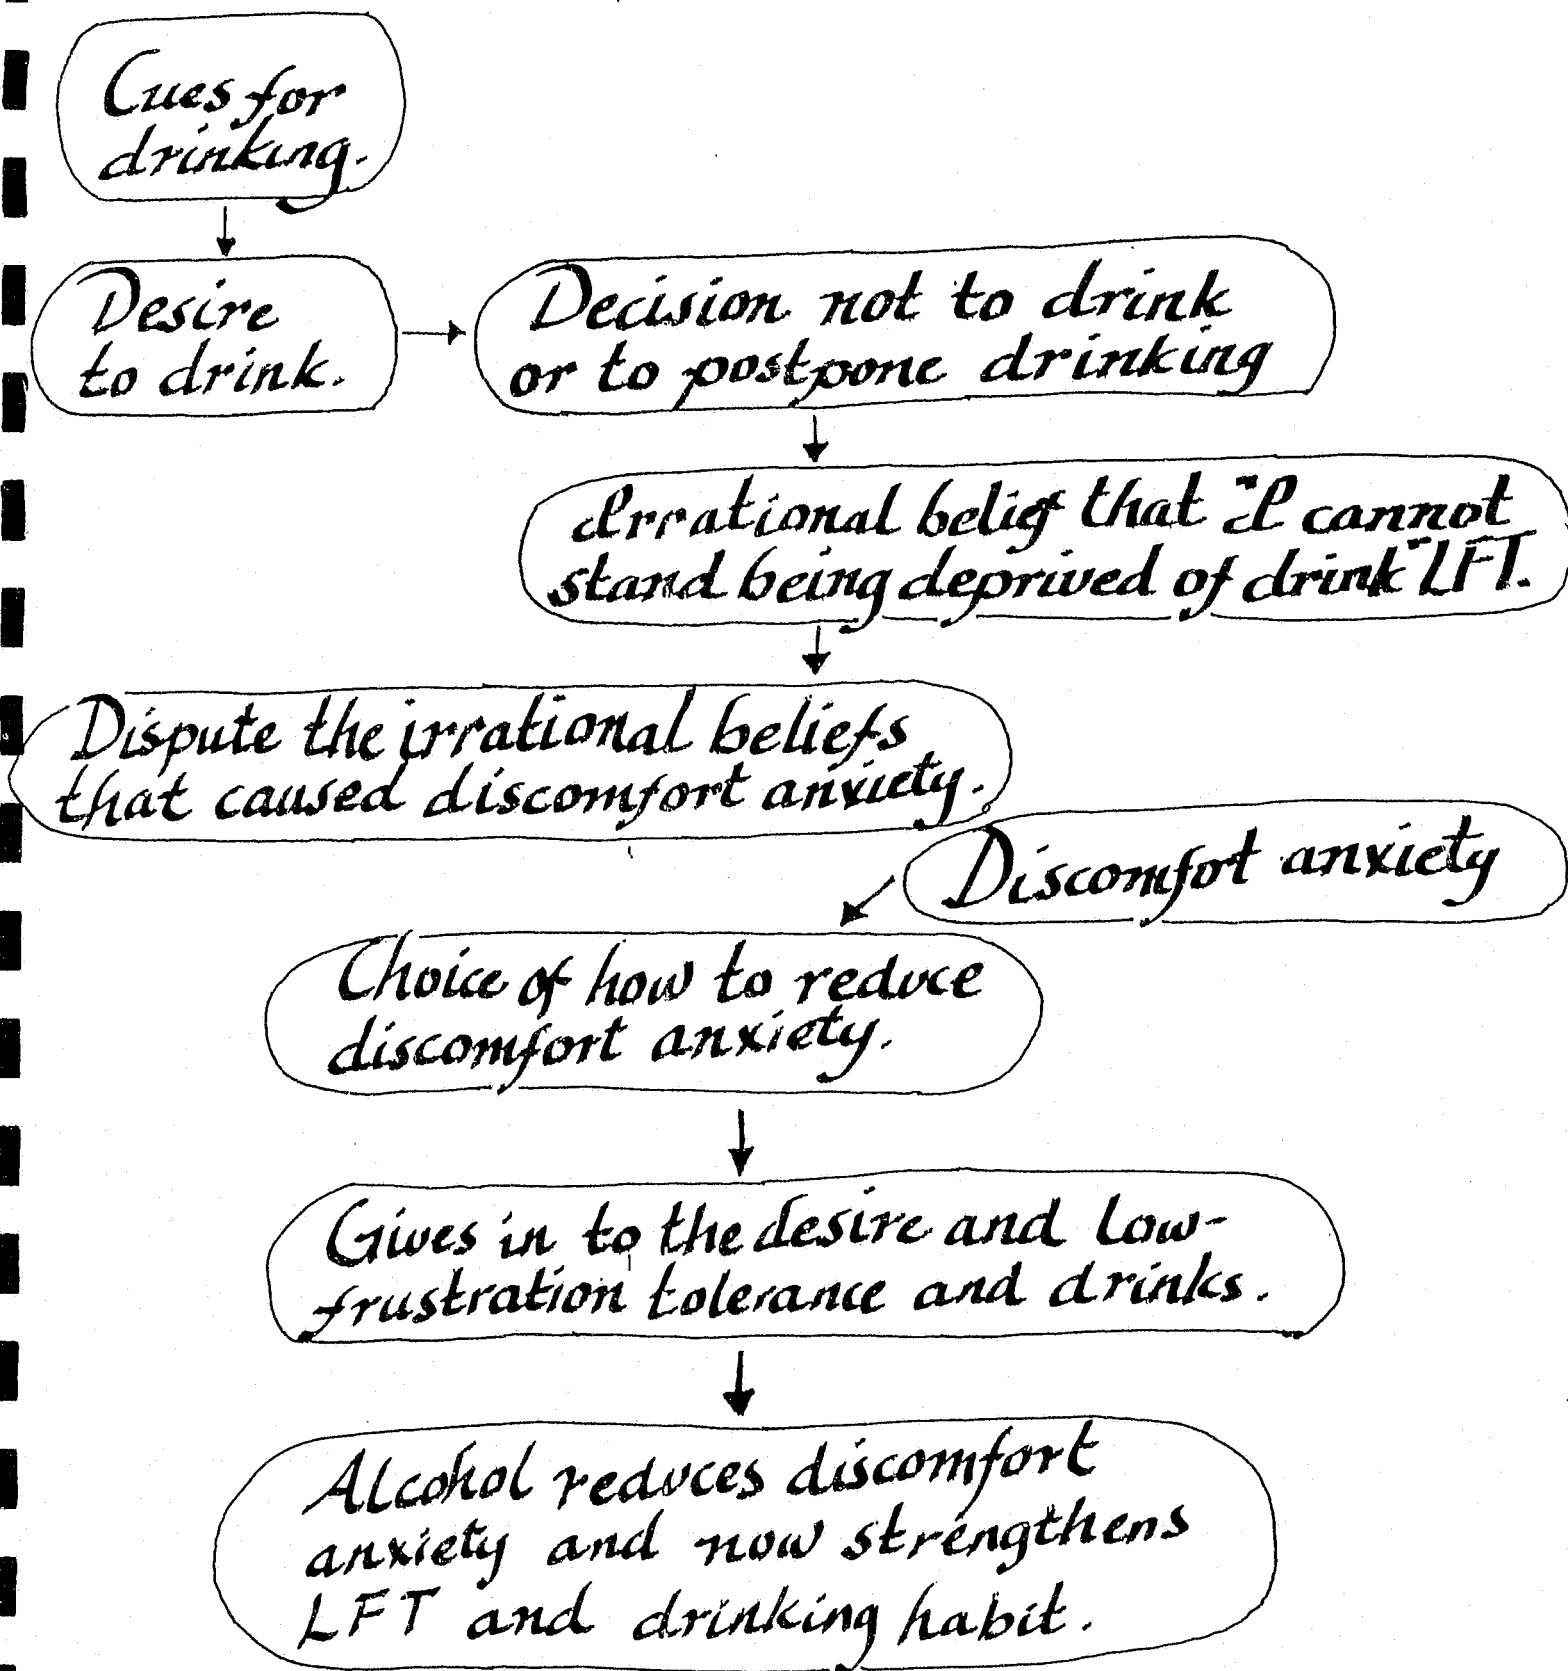 Cues for
drinking.
Desire
to drink.
Decision not to drink
or to postpone drinking
Irrational belief that "I cannot
stand being deprived of drink" LFT.
Dispute the irrational beliefs
that caused discomfort anxiety.
Discomfot anxiety
Choice of how to reduce
discomfort anxiety.
Gives in to the desire and low-
frustration tolerance and drinks.
Alcohol reduces discomfort
anxiety and now strengthens
LFT and drinking habit.